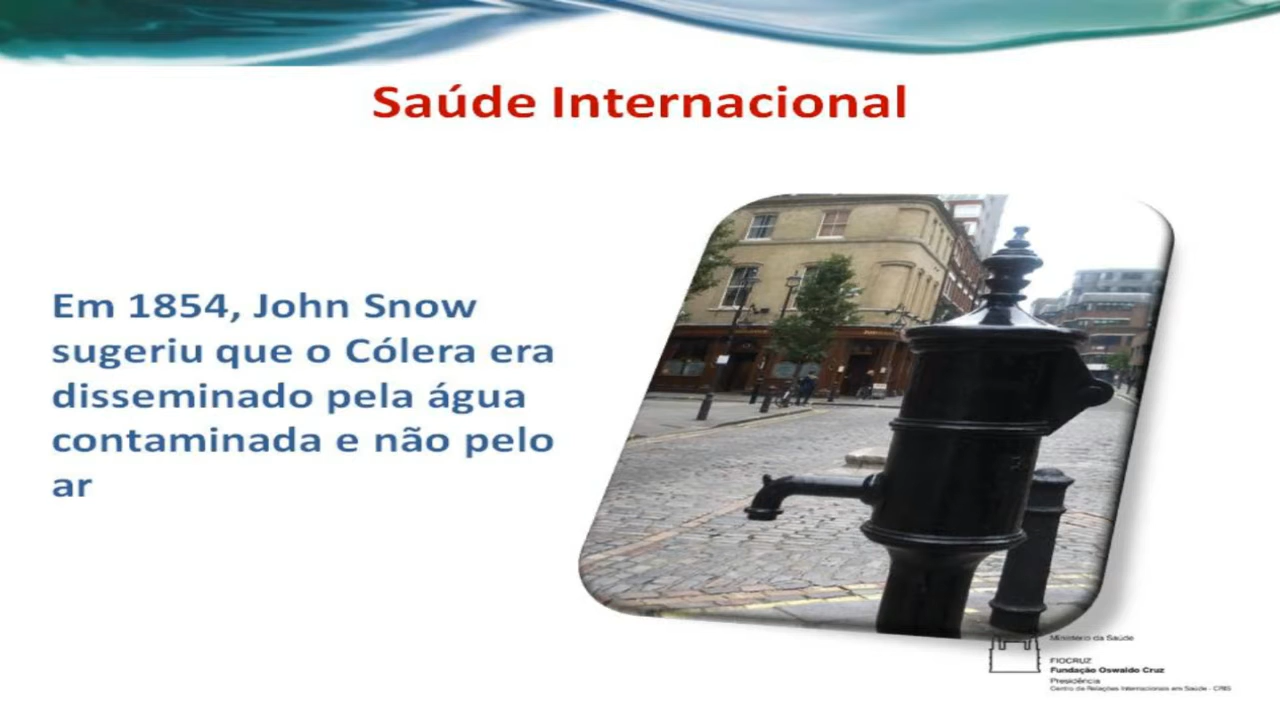 Saúde Internacional
Em 1854, John Snow
sugeriu que o Cólera era
disseminado pela água
contaminada e não pelo
ar
Ministério da Saúde
FIOCRUZ
Fundação Oswaldo Cruz
Presidência
Centro de Relações Internacionais em Saúde - CRIS